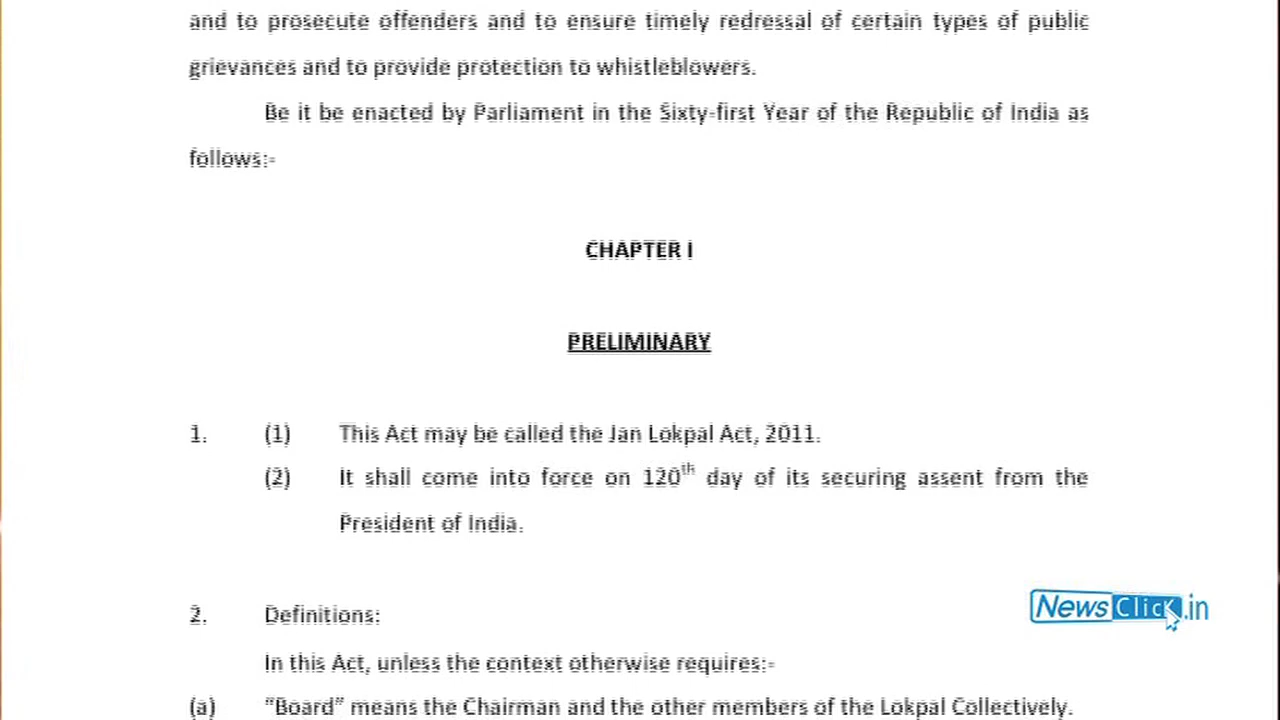 and to prosecute offenders and to ensure timely redressal of certain types of public
grievances and to provide protection to whistleblowers.
Be it be enacted by Parliament in the Sixty-first Year of the Republic of India as
follows:-
CHAPTER I
PRELIMINARY
1. (1) This Act may be called the Jan Lokpal Act, 2011.
(2) It shall come into force on 120th day of its securing assent from the
President of India.
NewsClick.in
2. Definitions:
In this Act, unless the context otherwise requires:-
(a) "Board" means the Chairman and the other members of the Lokpal Collectively.